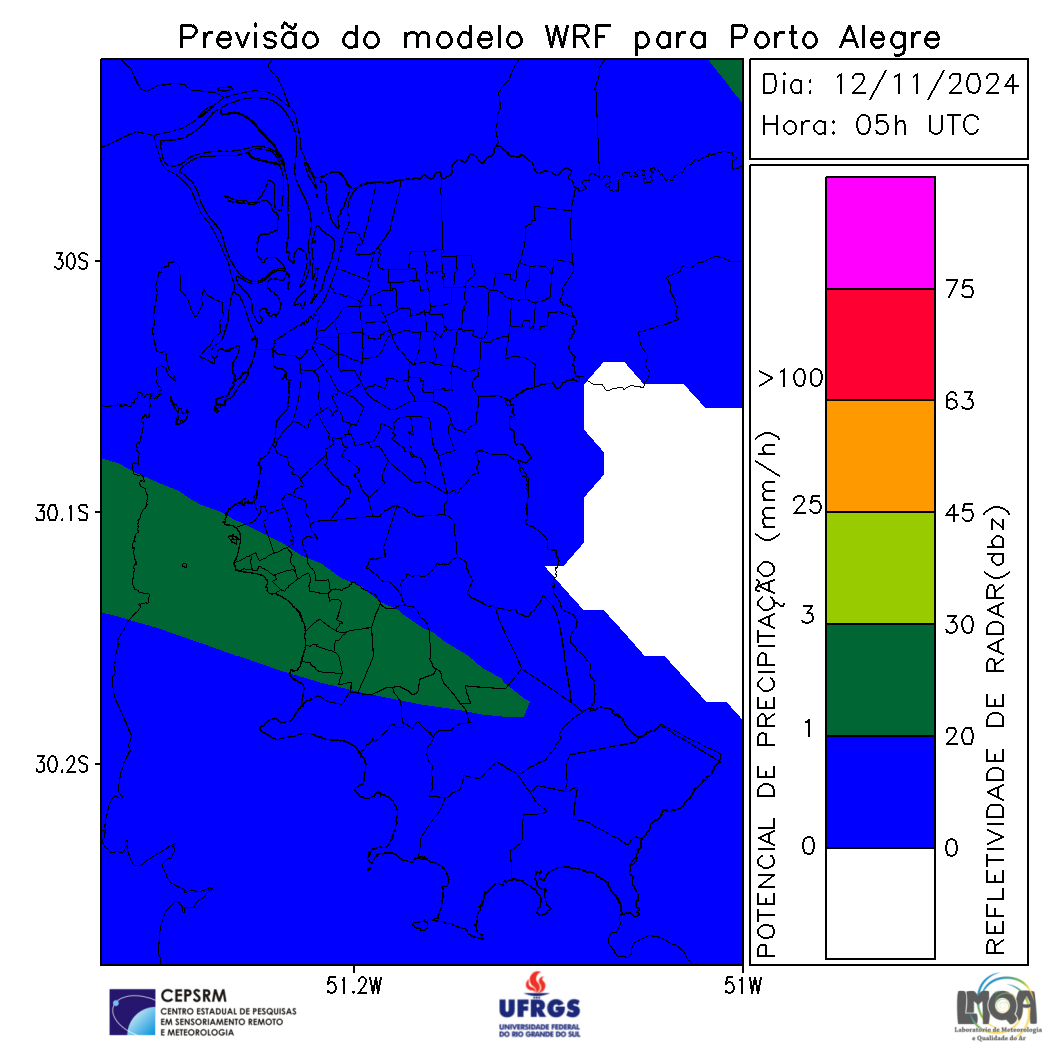 Previsão do modelo WRF para Porto Alegre
Dia: 12/11/2024
Hora: 05h UTC
30S
30.1S
30.2S
51.2W
51W
POTENCIAL DE PRECIPITAÇÃO (mm/h)
>100
25
3
1
0
75
63
45
30
20
0
REFLETIVIDADE DE RADAR(dbz)
CEPSRM
CENTRO ESTADUAL DE PESQUISAS
EM SENSORIAMENTO REMOTO
E METEOROLOGIA
UFRGS
UNIVERSIDADE FEDERAL
DO RIO GRANDE DO SUL
LMQA
Laboratório de Meteorologia
e Qualidade do Ar